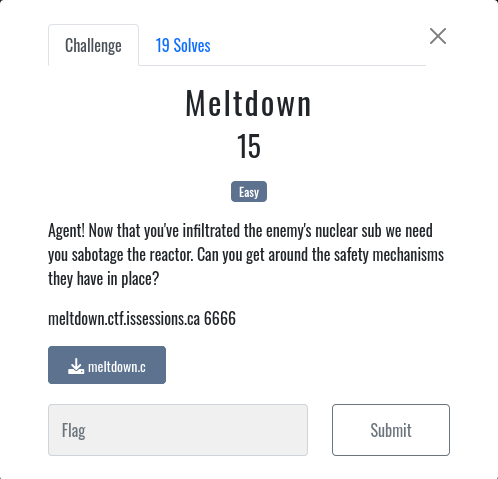 Challenge
19 Solves
Meltdown
15
Easy
Agent! Now that you've infiltrated the enemy's nuclear sub we need
you sabotage the reactor. Can you get around the safety mechanisms
they have in place?
meltdown.ctf.issessions.ca 6666
meltdown.c
Flag
Submit